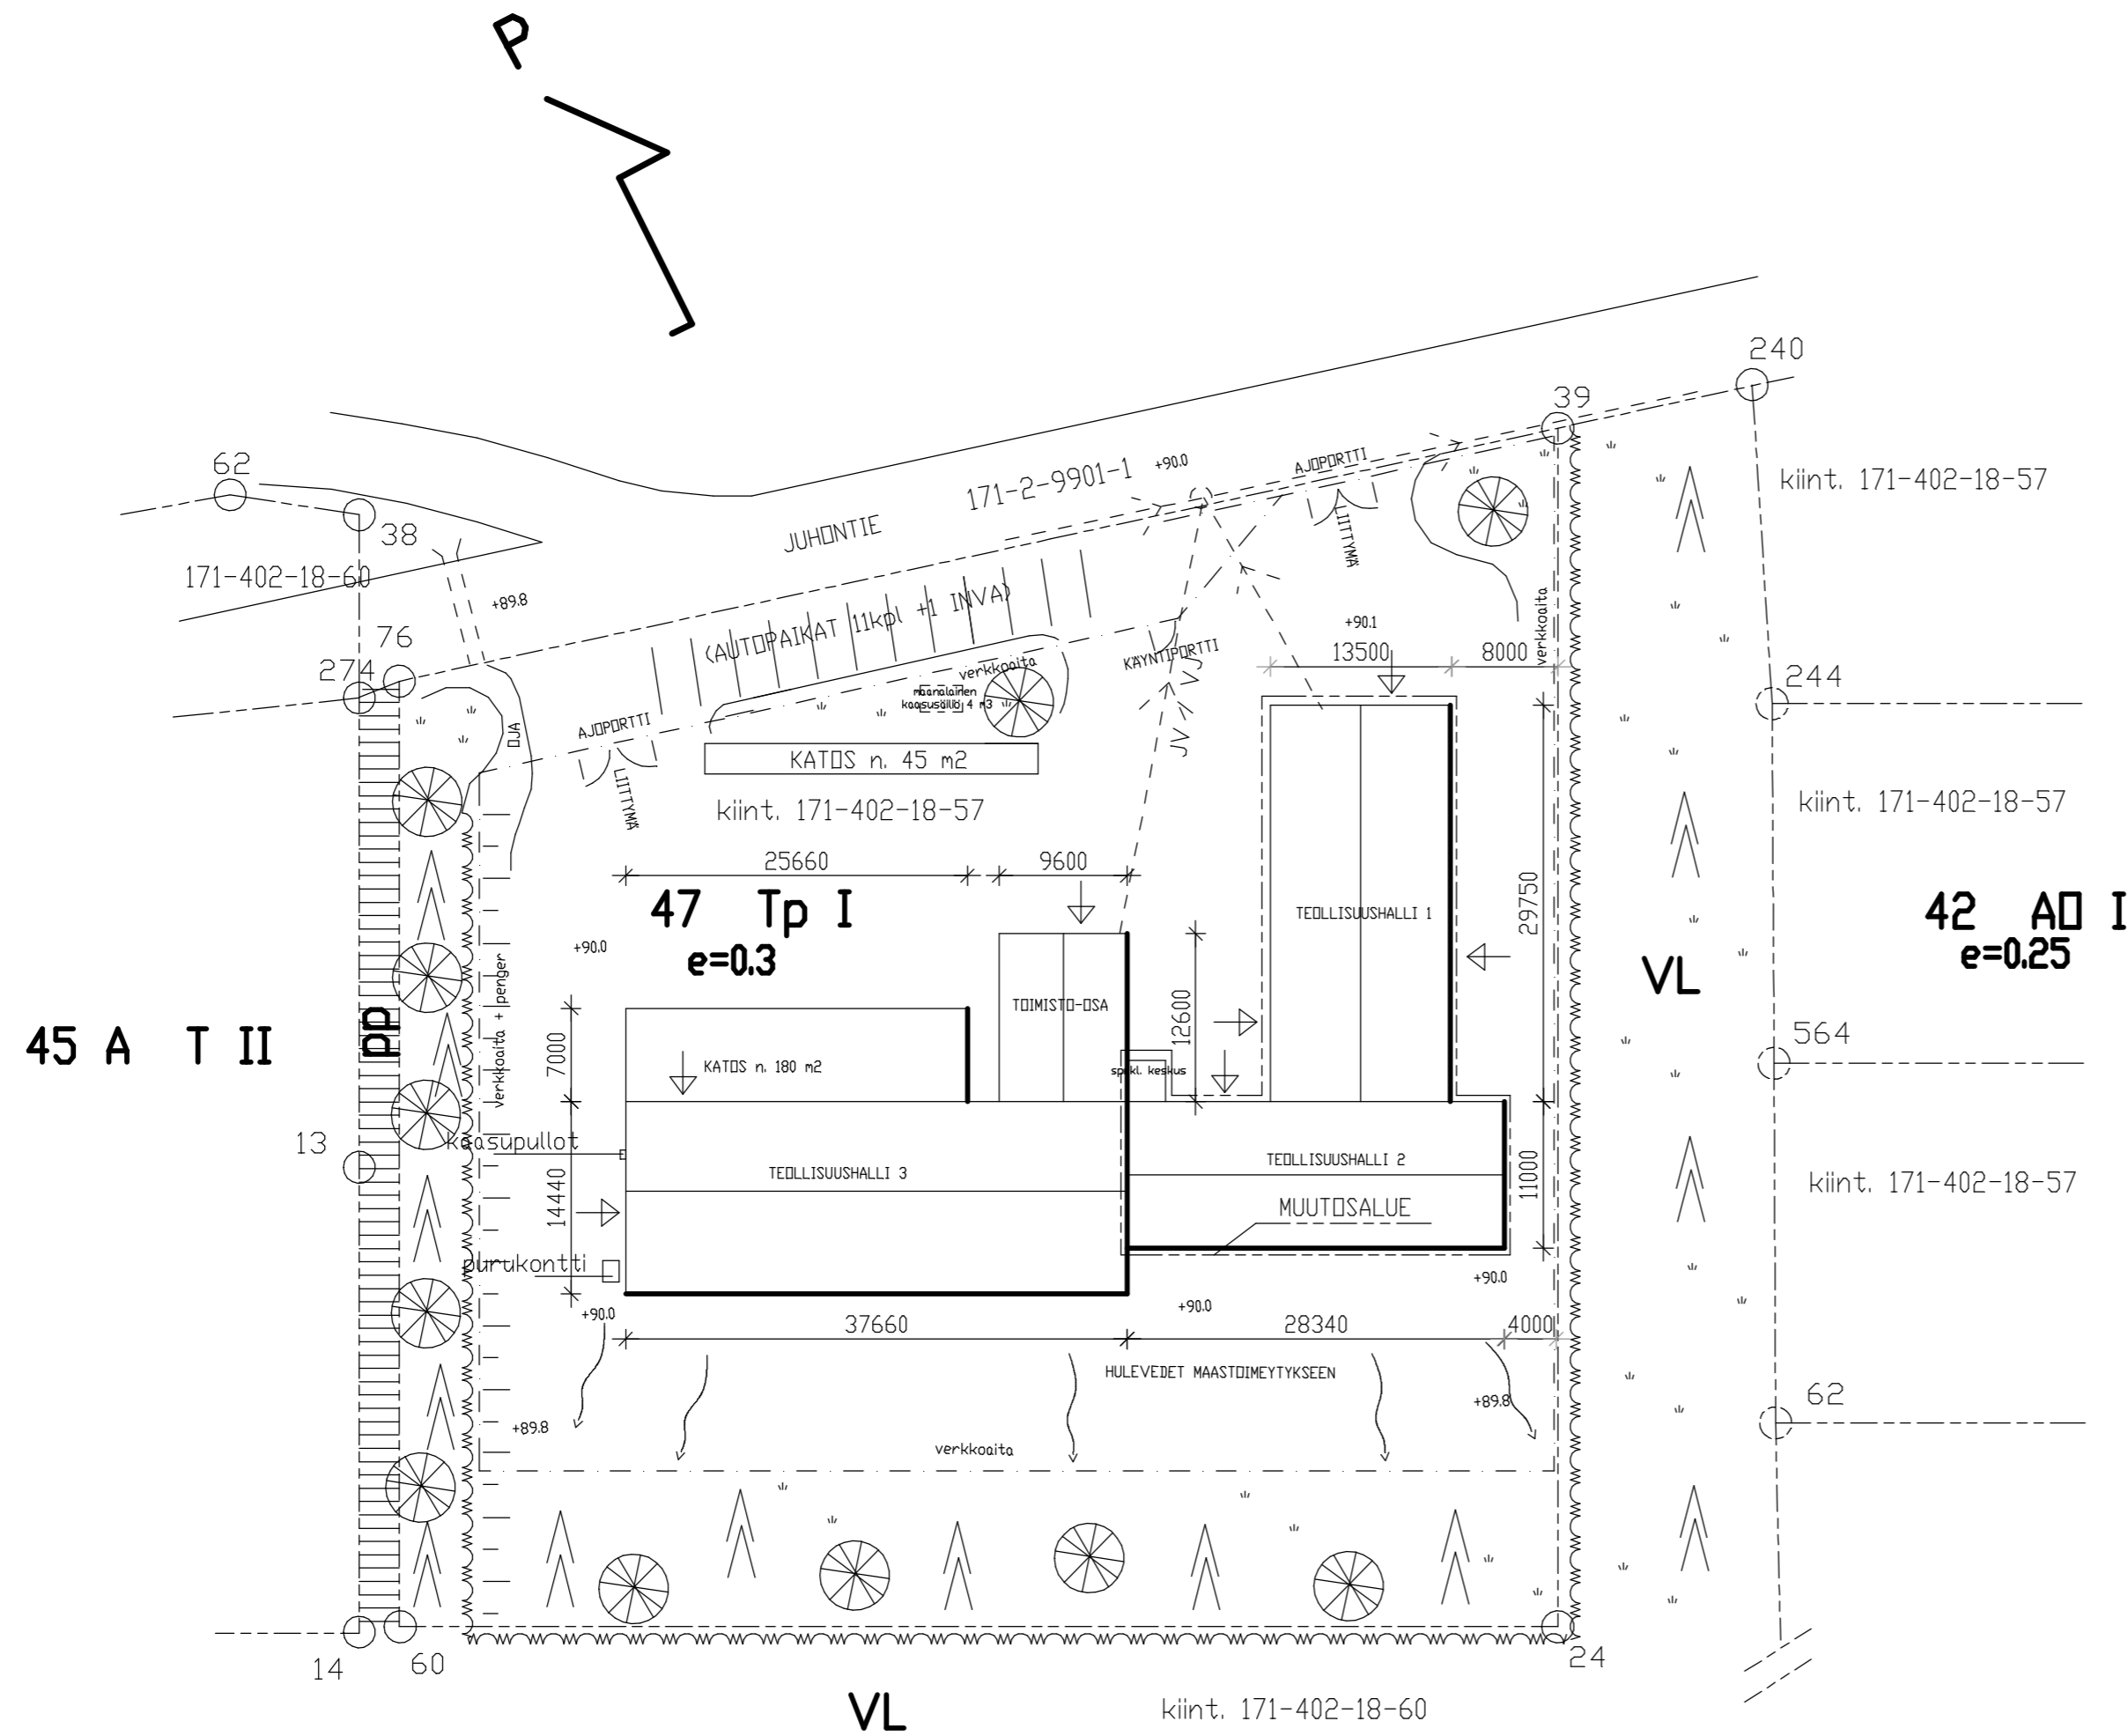 P
240
39
62
38
171-402-18-60
171-2-9901-1
+90.0
JUHONTIE
AJOPORTTI
LIITTYMÄ
kiint. 171-402-18-57
+89.8
(AUTOPAIKAT 11kpl +1 INVA)
76
274
+90.1
verkkoaita
13500
8000
KÄYNTIPORTTI
verkkoaita
maanalainen
kaasusäiliö 4 m3
JV VJ
244
OJA
AJOPORTTI
LIITTYMÄ
KATOS n. 45 m2
kiint. 171-402-18-57
kiint. 171-402-18-57
25660
9600
47 Tp I
e=0.3
TEOLLISUUSHALLI 1
29750
42 AO I
e=0.25
VL
+90.0
verkkoaita + penger
TOIMISTO-OSA
12600
45 A T II
pp
7000
KATOS n. 180 m2
spukl. keskus
564
13
kaasupullot
14440
TEOLLISUUSHALLI 3
TEOLLISUUSHALLI 2
11000
MUUTOSALUE
kiint. 171-402-18-57
purukontti
+90.0
+90.0
+90.0
37660
28340
4000
HULEVEDET MAASTOIMEYTYKSEEN
+89.8
+89.8
62
verkkoaita
14
60
24
VL
kiint. 171-402-18-60